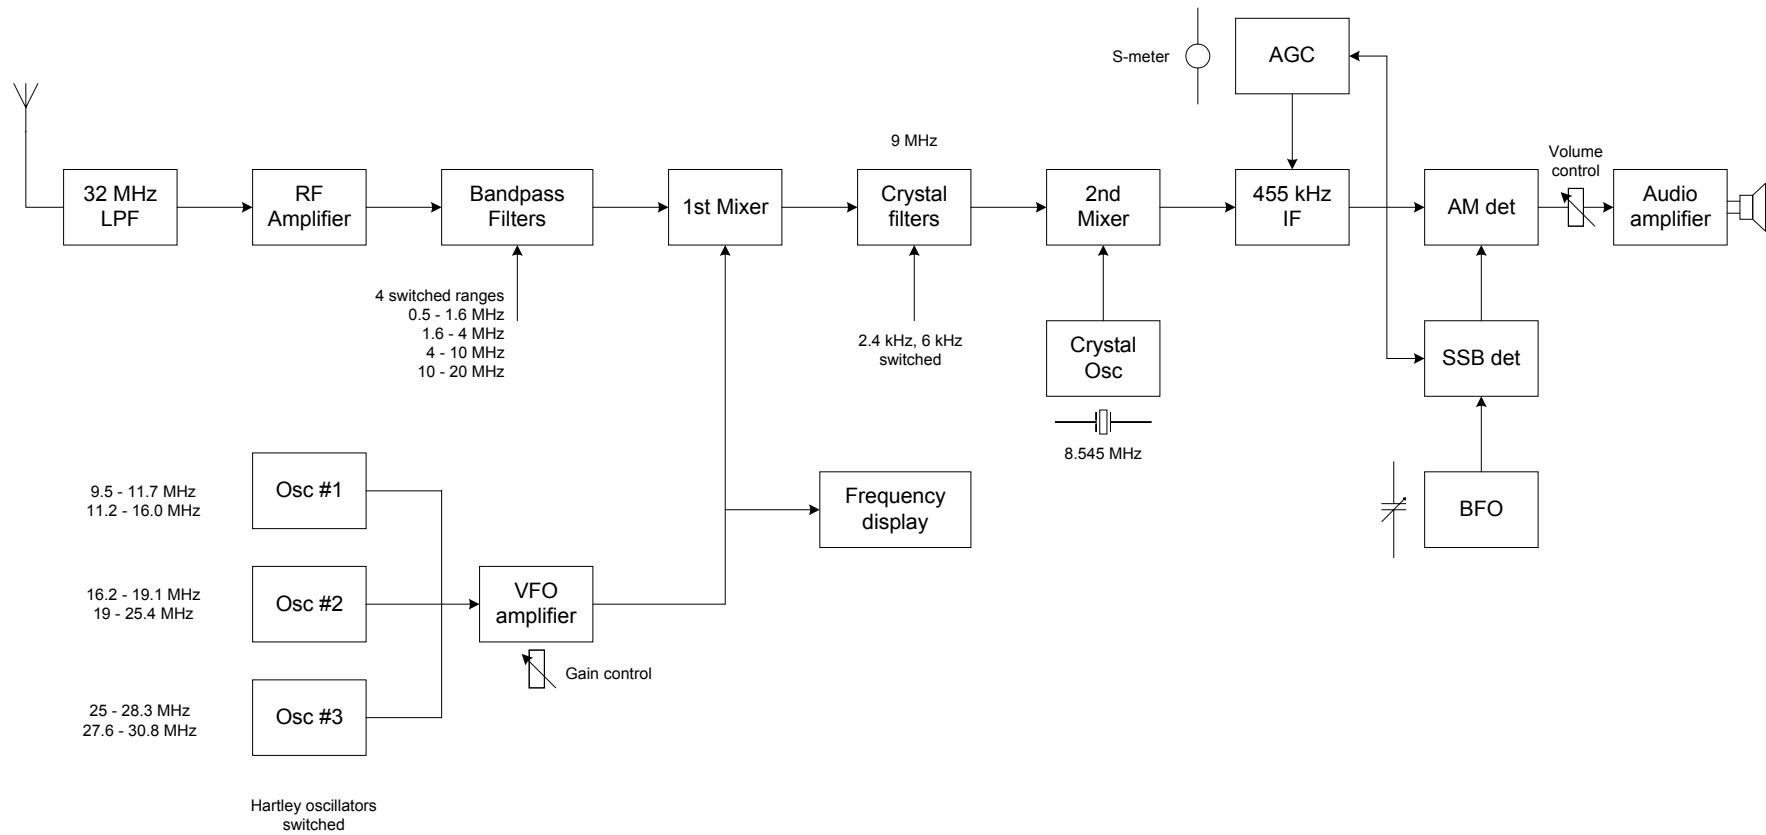 S-meter
AGC
9 MHz
Volume
control
32 MHz
LPF
RF
Amplifier
Bandpass
Filters
1st Mixer
Crystal
filters
2nd
Mixer
455 kHz
IF
AM det
Audio
amplifier
4 switched ranges
0.5 - 1.6 MHz
1.6 - 4 MHz
4 - 10 MHz
10 - 20 MHz
2.4 kHz, 6 kHz
switched
Crystal
Osc
SSB det
8.545 MHz
9.5 - 11.7 MHz
11.2 - 16.0 MHz
Osc #1
Frequency
display
BFO
16.2 - 19.1 MHz
19 - 25.4 MHz
Osc #2
VFO
amplifier
Gain control
25 - 28.3 MHz
27.6 - 30.8 MHz
Osc #3
Hartley oscillators
switched